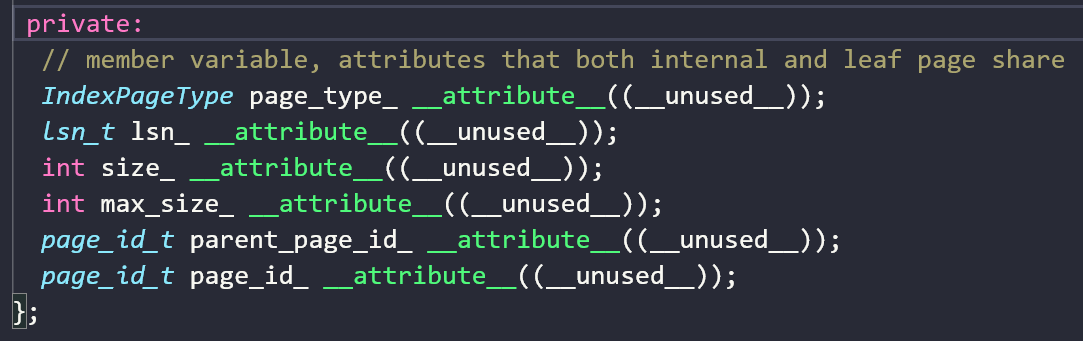 private:
// member variable, attributes that both internal and leaf page share
IndexPageType page_type_ __attribute__((__unused__));
lsn_t lsn_ __attribute__((__unused__));
int size_ __attribute__((__unused__));
int max_size_ __attribute__((__unused__));
page_id_t parent_page_id_ __attribute__((__unused__));
page_id_t page_id_ __attribute__((__unused__));
};